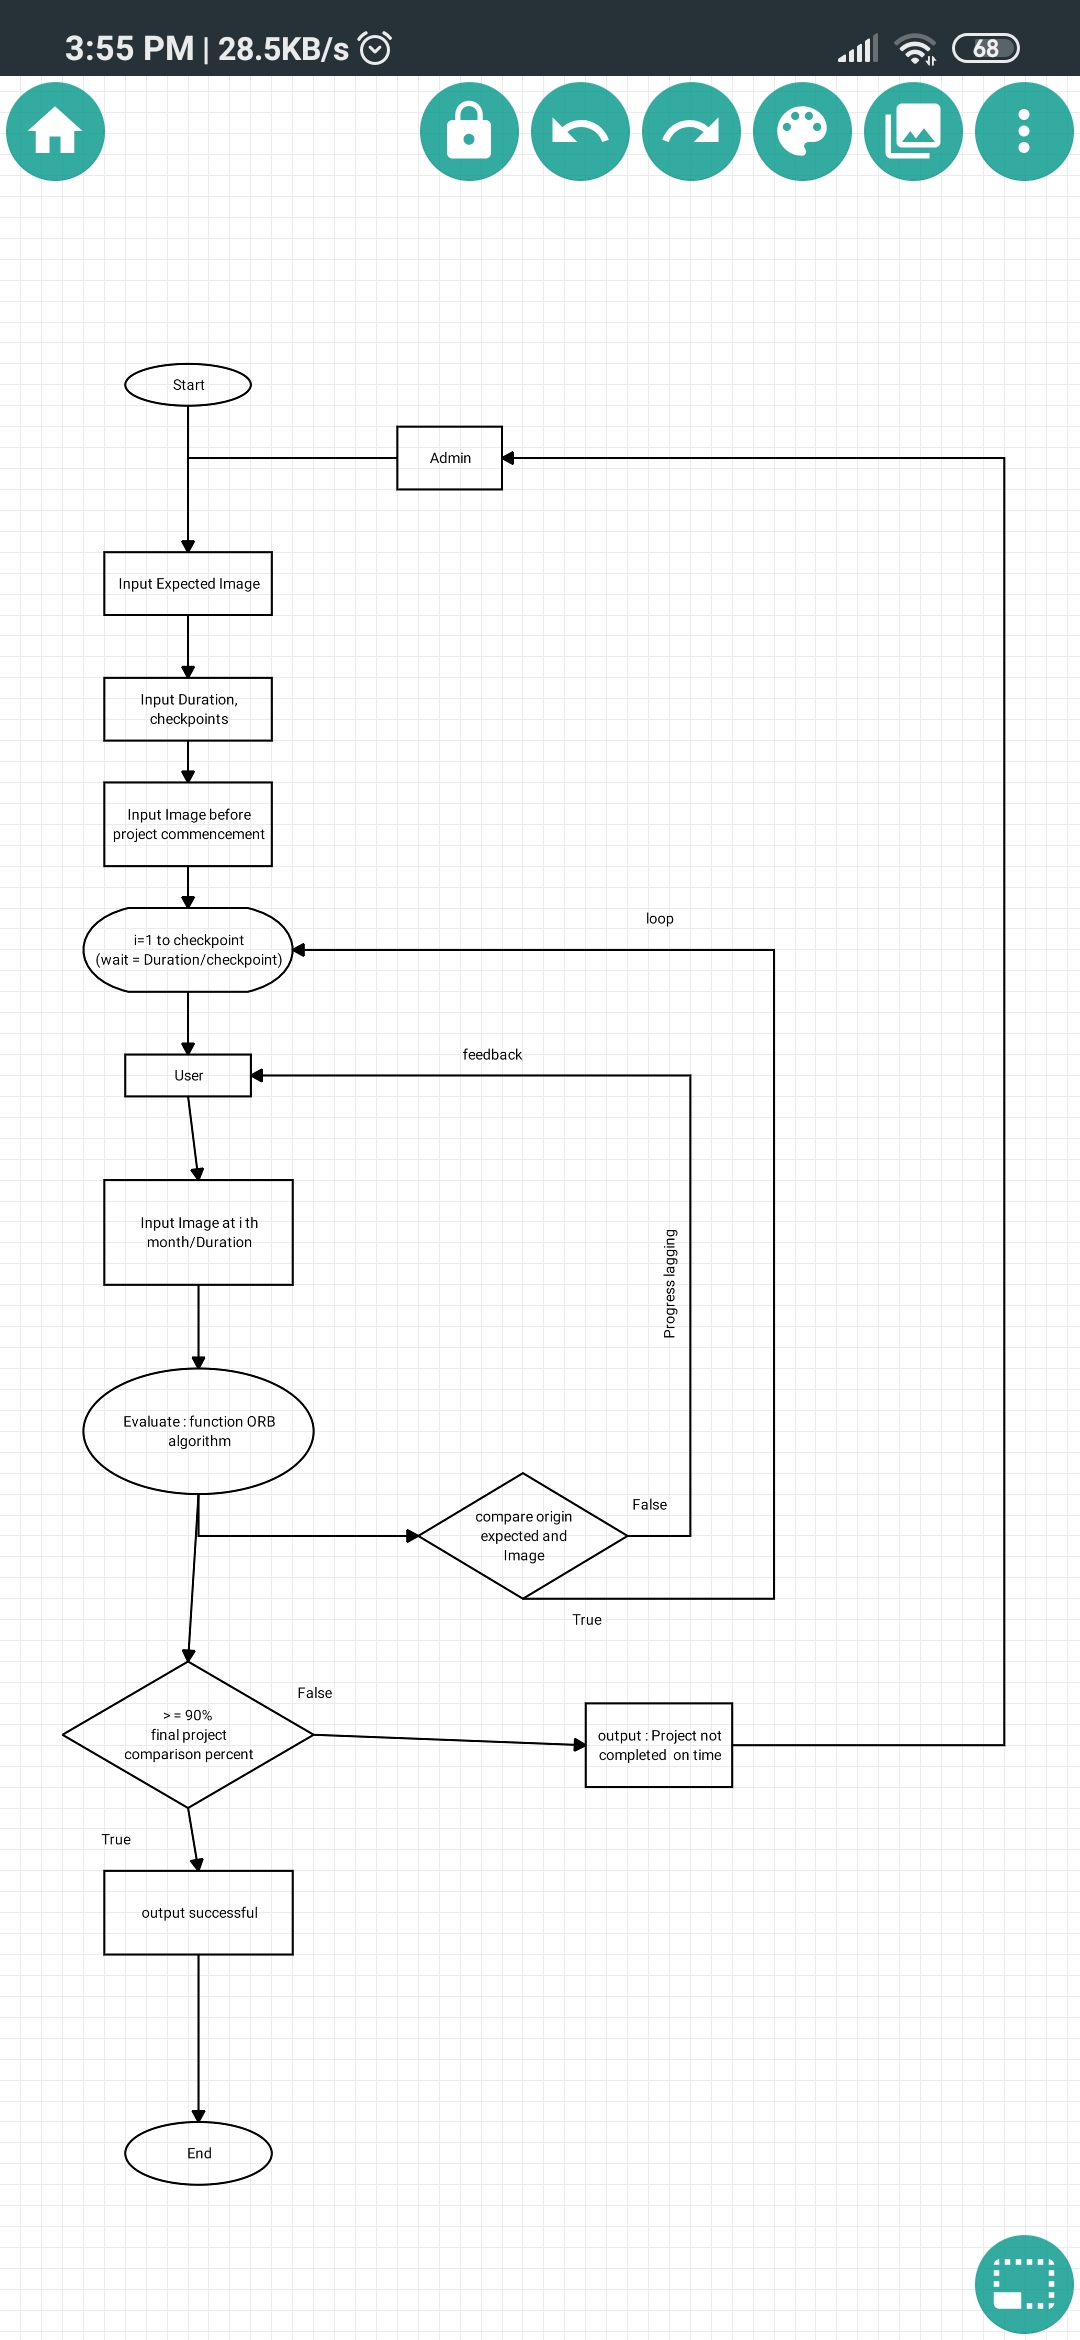 3:55 PM | 28.5KB/s
68
Start
Admin
Input Expected Image
Input Duration,
checkpoints
Input Image before
project commencement
loop
i=1 to checkpoint
(wait = Duration/checkpoint)
feedback
User
Input Image at i th
month/Duration
Progress lagging
Evaluate : function ORB
algorithm
False
compare origin
expected and
Image
True
False
> = 90%
final project
comparison percent
output : Project not
completed  on time
True
output successful
End